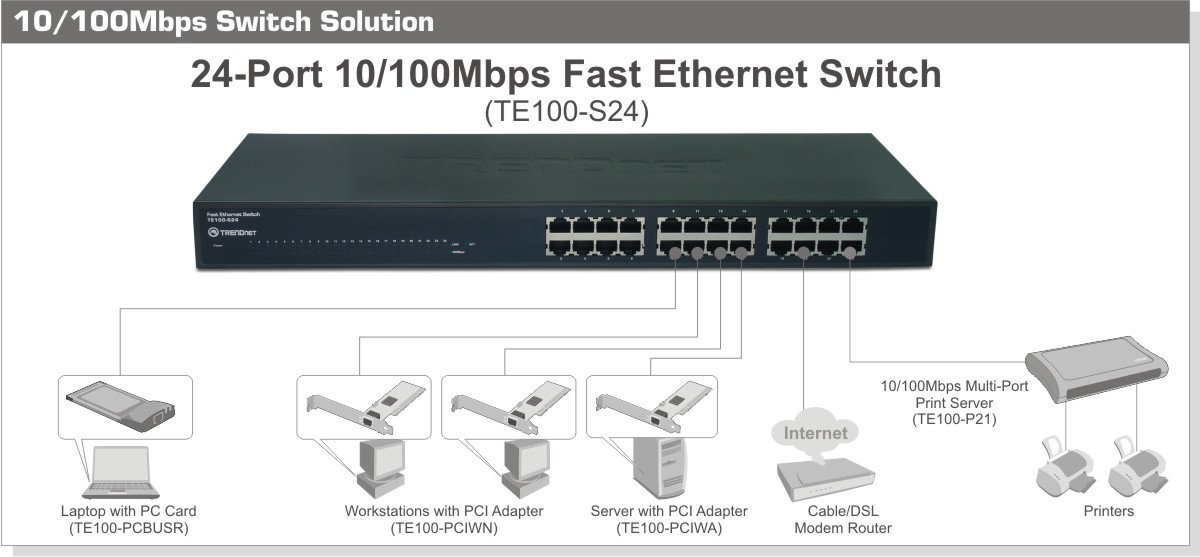 10/100Mbps Switch Solution
24-Port 10/100Mbps Fast Ethernet Switch
(TE100-S24)
TRENDnet
Fast Ethernet Switch
TE100-S24
TRENDnet
10/100Mbps Multi-Port
Print Server
(TE100-P21)
Internet
Laptop with PC Card
(TE100-PCBUSR)
Workstations with PCI Adapter
(TE100-PCIWN)
Server with PCI Adapter
(TE100-PCIWA)
Cable/DSL
Modem Router
Printers